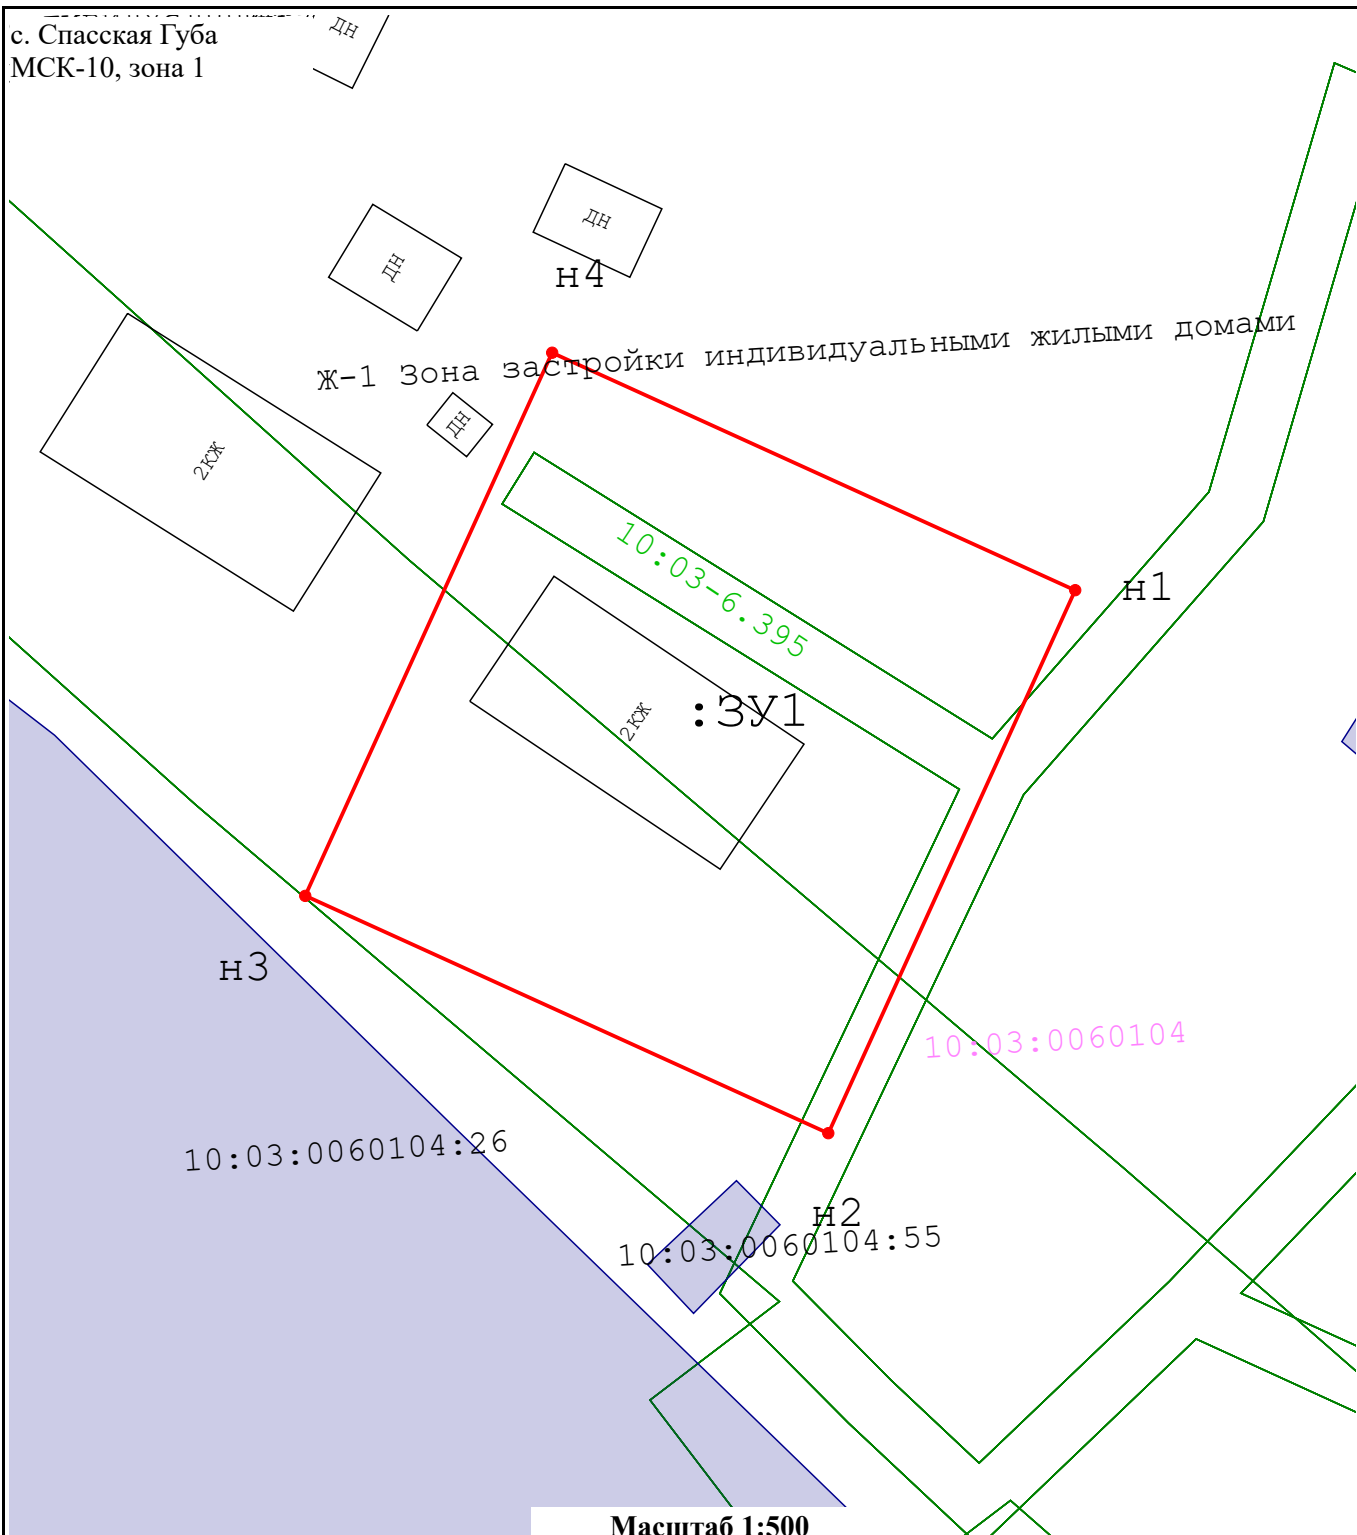 с. Спасская Губа
МСК-10, зона 1
дн
дн
дн
н4
Ж-1 Зона застройки индивидуальными жилыми домами
дн
2кж
10:03-6.395
н1
2кж
:ЗУ1
н3
10:03:0060104
10:03:0060104:26
н2
10:03:0060104:55
Масштаб 1:500